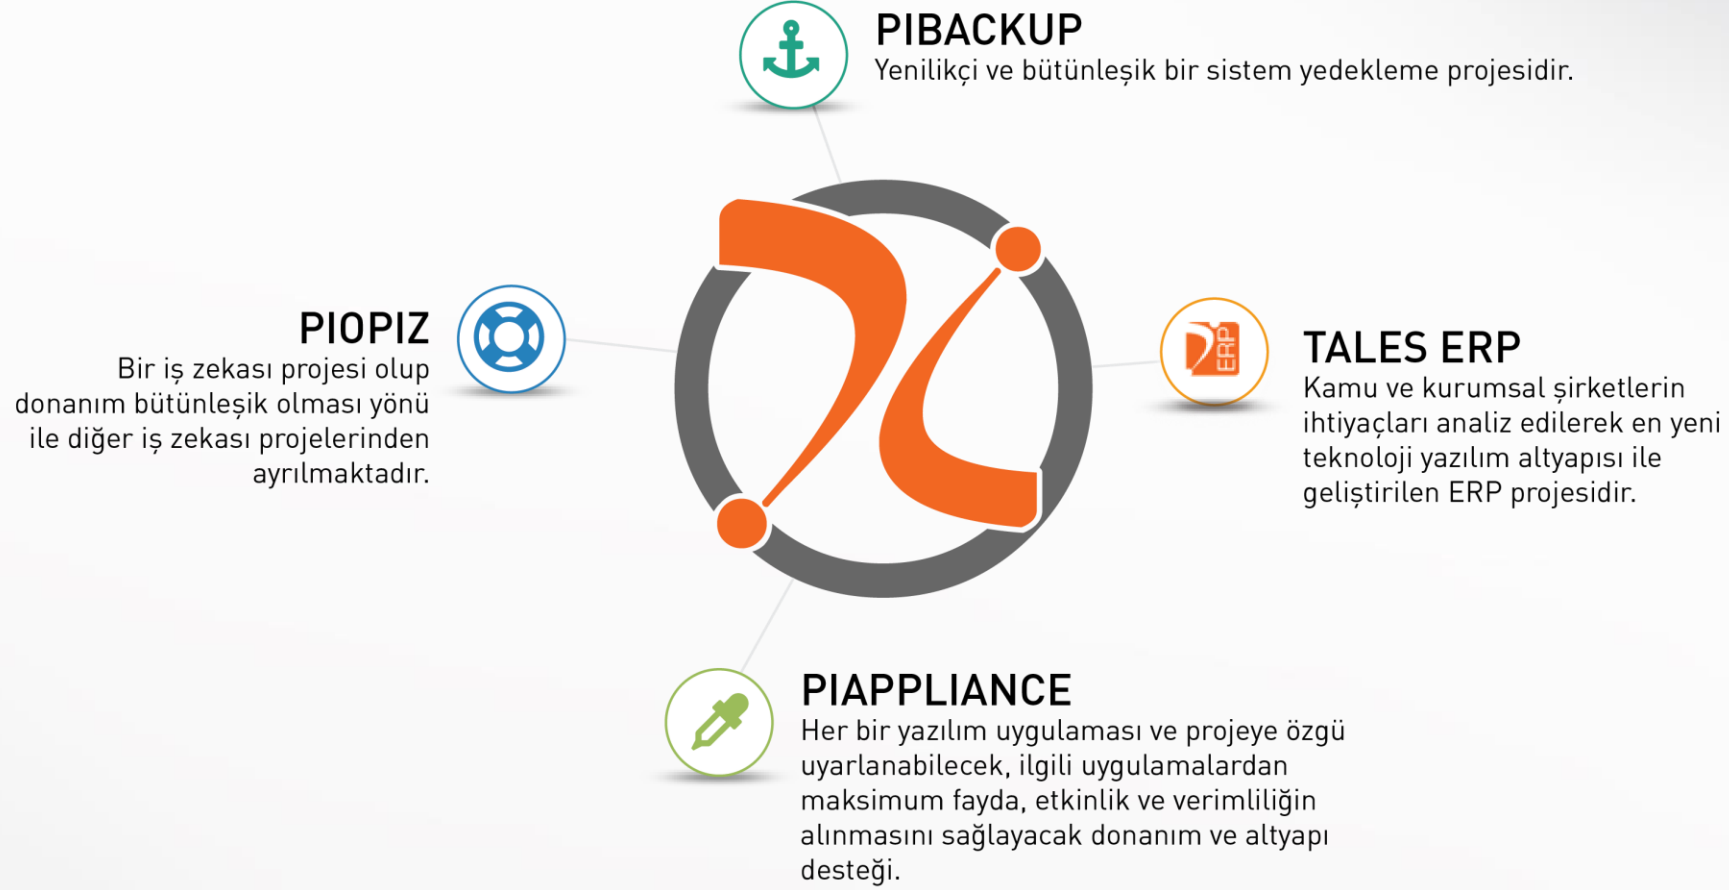 PIBACKUP
Yenilikçi ve bütünleşik bir sistem yedekleme projesidir.
PIOPIZ
Bir iş zekası projesi olup
donanım bütünleşik olması yönü
ile diğer iş zekası projelerinden
ayrılmaktadır.
ERP
TALES ERP
Kamu ve kurumsal şirketlerin
ihtiyaçları analiz edilerek en yeni
teknoloji yazılım altyapısı ile
geliştirilen ERP projesidir.
PIAPPLIANCE
Her bir yazılım uygulaması ve projeye özgü
uyarlanabilecek, ilgili uygulamalardan
maksimum fayda, etkinlik ve verimliliğin
alınmasını sağlayacak donanım ve altyapı
desteği.